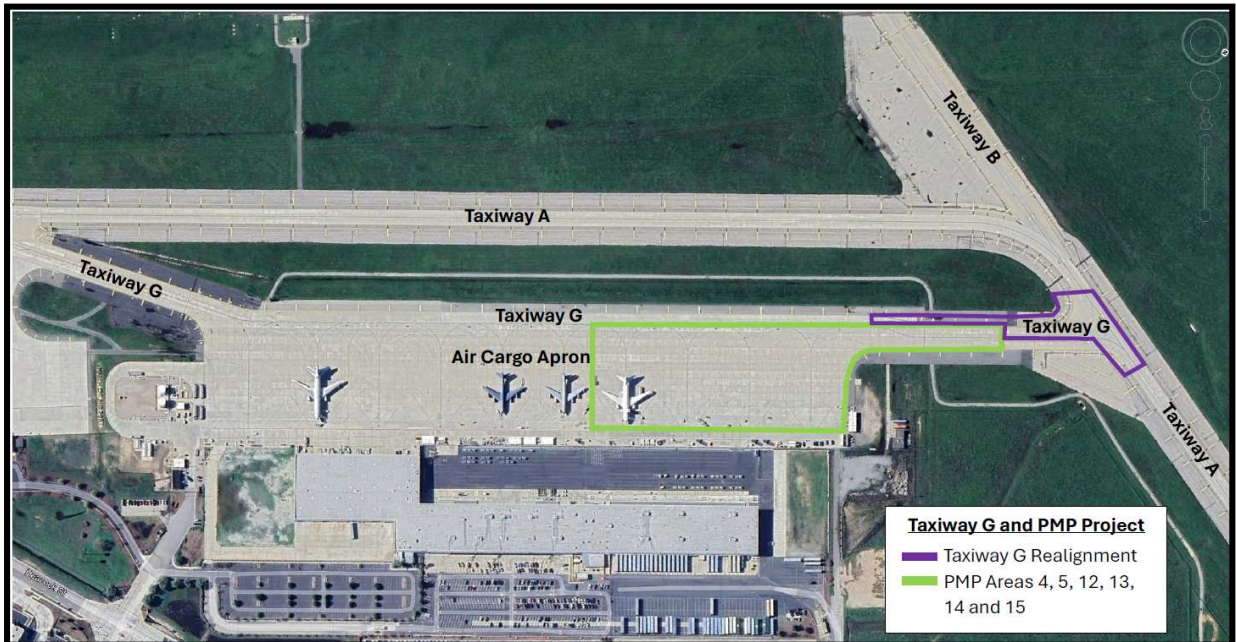 Taxiway B
Taxiway A
Taxiway G
Taxiway G
Taxiway G
Air Cargo Apron
Taxiway A
Taxiway G and PMP Project
Taxiway G Realignment
PMP Areas 4, 5, 12, 13,
14 and 15